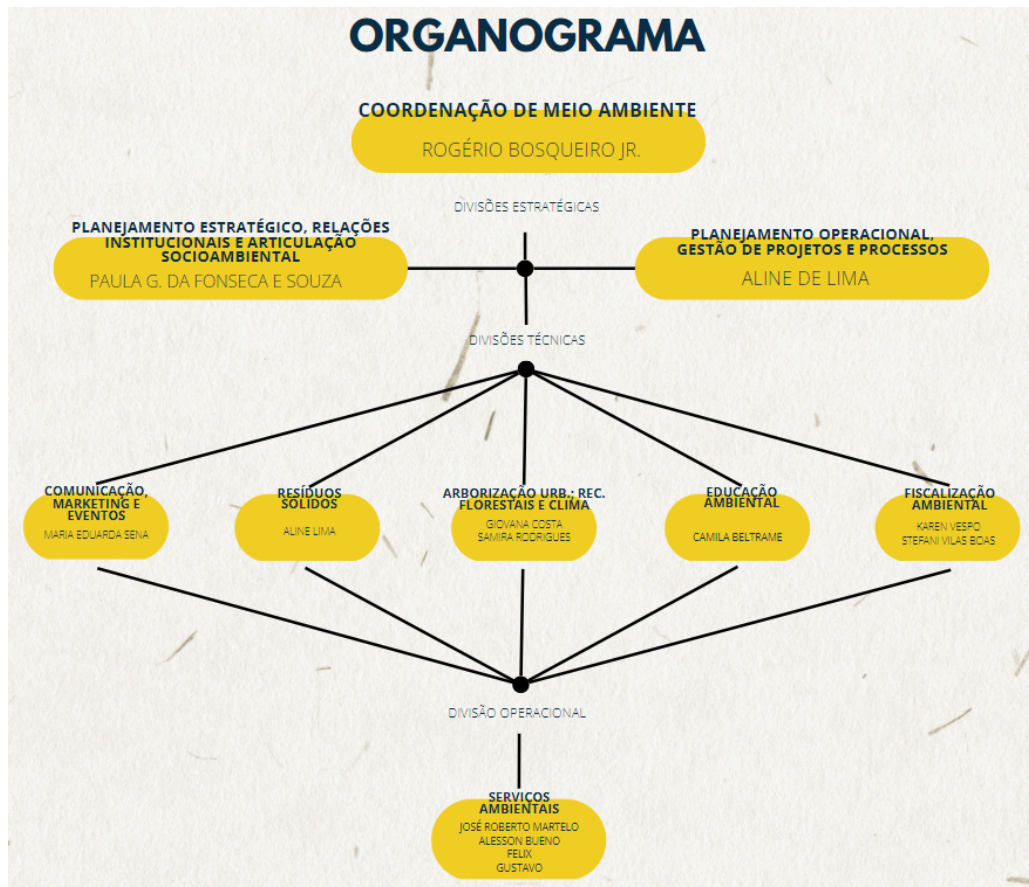 ORGANOGRAMA
COORDENAÇÃO DE MEIO AMBIENTE
ROGÉRIO BOSQUEIRO JR.
DIVISÕES ESTRATÉGICAS
PLANEJAMENTO ESTRATÉGICO, RELAÇÕES
INSTITUCIONAIS E ARTICULAÇÃO
SOCIOAMBIENTAL
PAULA G. DA FONSECA E SOUZA
PLANEJAMENTO OPERACIONAL,
GESTÃO DE PROJETOS E PROCESSOS
ALINE DE LIMA
DIVISÕES TÉCNICAS
COMUNICAÇÃO,
MARKETING E
EVENTOS
MARIA EDUARDA SENA
RESÍDUOS
SÓLIDOS
ALINE LIMA
ARBORIZAÇÃO URB.; REC.
FLORESTAIS E CLIMA
GIOVANA COSTA
SAMIRA RODRIGUES
EDUCAÇÃO
AMBIENTAL
CAMILA BELTRAME
FISCALIZAÇÃO
AMBIENTAL
KAREN VESPO
STEFANI VILAS BOAS
DIVISÃO OPERACIONAL
SERVIÇOS
AMBIENTAIS
JOSÉ ROBERTO MARTELO
ALESSON BUENO
FELIX
GUSTAVO